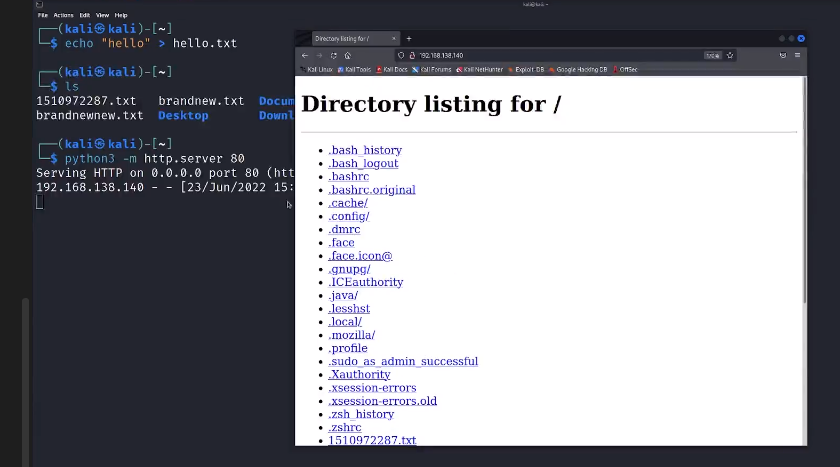 kali@kali: ~
File Actions Edit View Help
┌──(kali㉿kali)-[~]
└─$ echo "hello" > hello.txt
┌──(kali㉿kali)-[~]
└─$ ls
1510972287.txt brandnew.txt Docum
brandnewnew.txt Desktop Downl
┌──(kali㉿kali)-[~]
└─$ python3 -m http.server 80
Serving HTTP on 0.0.0.0 port 80 (htt
192.168.138.140 - - [23/Jun/2022 15:
Directory listing for /
192.168.138.140
Kali Linux Kali Tools Kali Docs Kali Forums Kali NetHunter Exploit-DB Google Hacking DB OffSec
Directory listing for /
.bash_history
.bash_logout
.bashrc
.bashrc.original
.cache/
.config/
.dmrc
.face
.face.icon@
.gnupg/
.ICEauthority
.java/
.lesshst
.local/
.mozilla/
.profile
.sudo_as_admin_successful
.Xauthority
.xsession-errors
.xsession-errors.old
.zsh_history
.zshrc
1510972287.txt